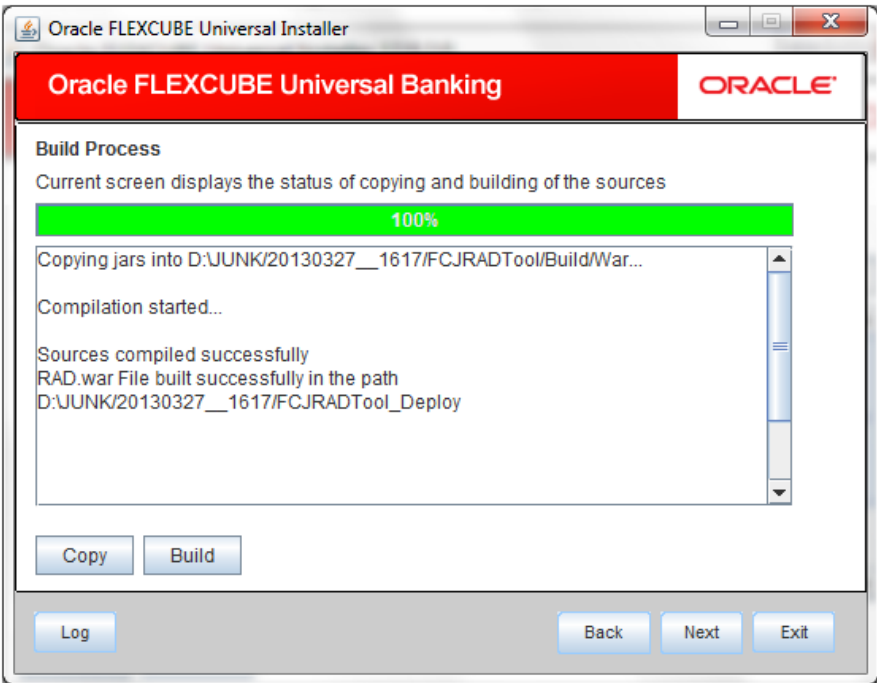 Oracle FLEXCUBE Universal Installer
Oracle FLEXCUBE Universal Banking
ORACLE
Build Process
Current screen displays the status of copying and building of the sources
100%
Copying jars into D:\JUNK/20130327__1617/FCJRADTool/Build/War...
Compilation started...
Sources compiled successfully
RAD.war File built successfully in the path
D:\JUNK/20130327__1617/FCJRADTool_Deploy
Copy Build
Log Back Next Exit